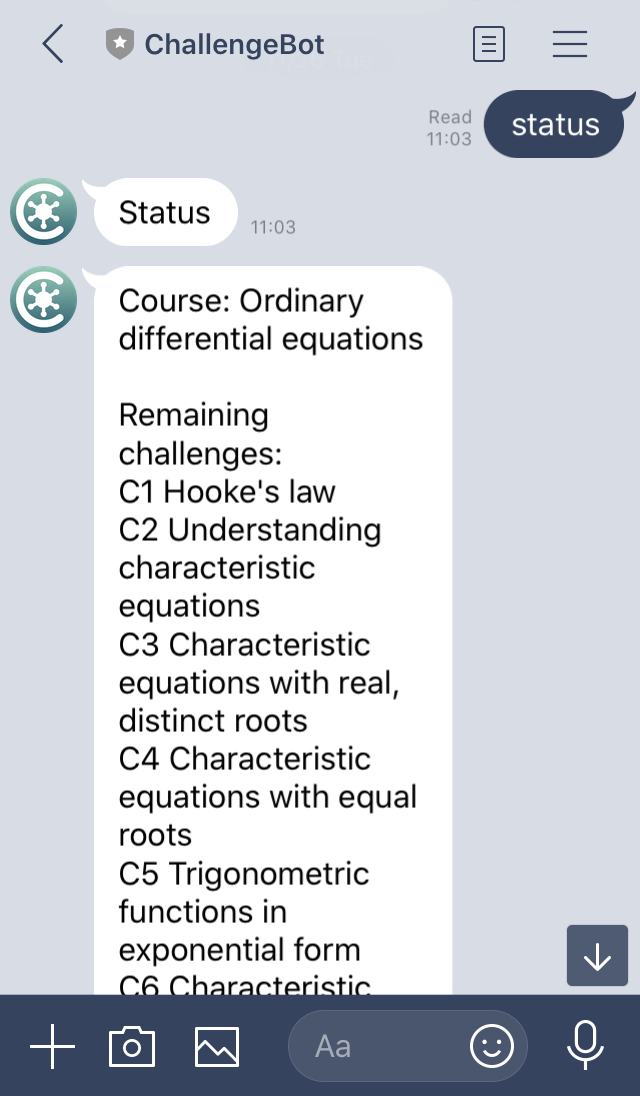 ChallengeBot
Read
11:03
status
Status
11:03
Course: Ordinary
differential equations
Remaining
challenges:
C1 Hooke's law
C2 Understanding
characteristic
equations
C3 Characteristic
equations with real,
distinct roots
C4 Characteristic
equations with equal
roots
C5 Trigonometric
functions in
exponential form
C6 Characteristic
Aa